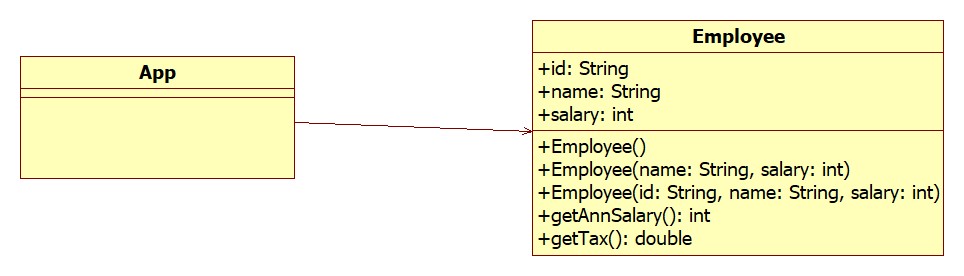 App
Employee
+id: String
+name: String
+salary: int
+Employee()
+Employee(name: String, salary: int)
+Employee(id: String, name: String, salary: int)
+getAnnSalary(): int
+getTax(): double